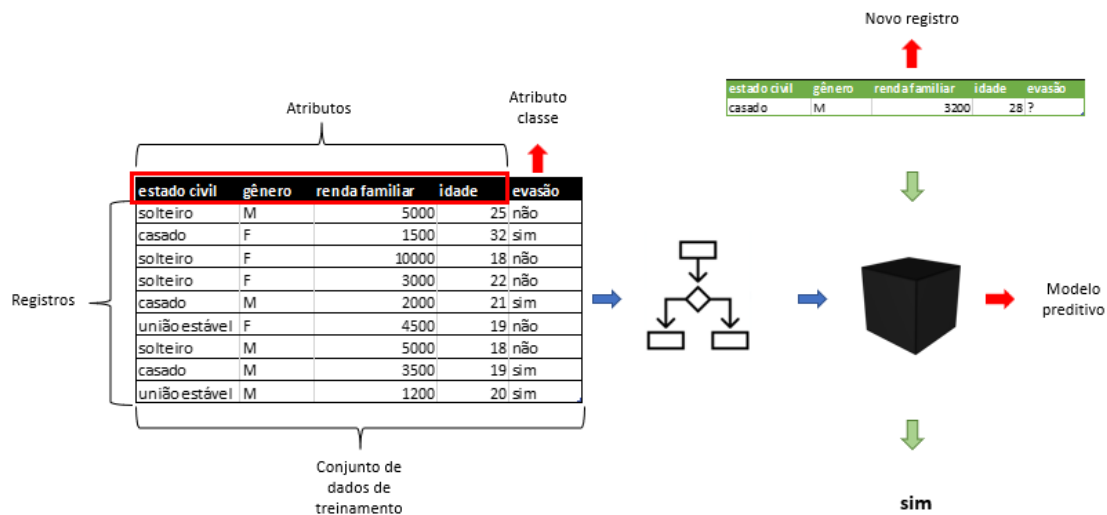 Novo registro
estado civil gênero renda familiar idade evasão
casado M 3200 28 ?
Atributos
Atributo
classe
estado civil gênero renda familiar idade evasão
solteiro M 5000 25 não
casado F 1500 32 sim
solteiro F 10000 18 não
solteiro F 3000 22 não
casado M 2000 21 sim
união estável F 4500 19 não
solteiro M 5000 18 não
casado M 3500 19 sim
união estável M 1200 20 sim
Registros
Modelo
preditivo
Conjunto de
dados de
treinamento
sim